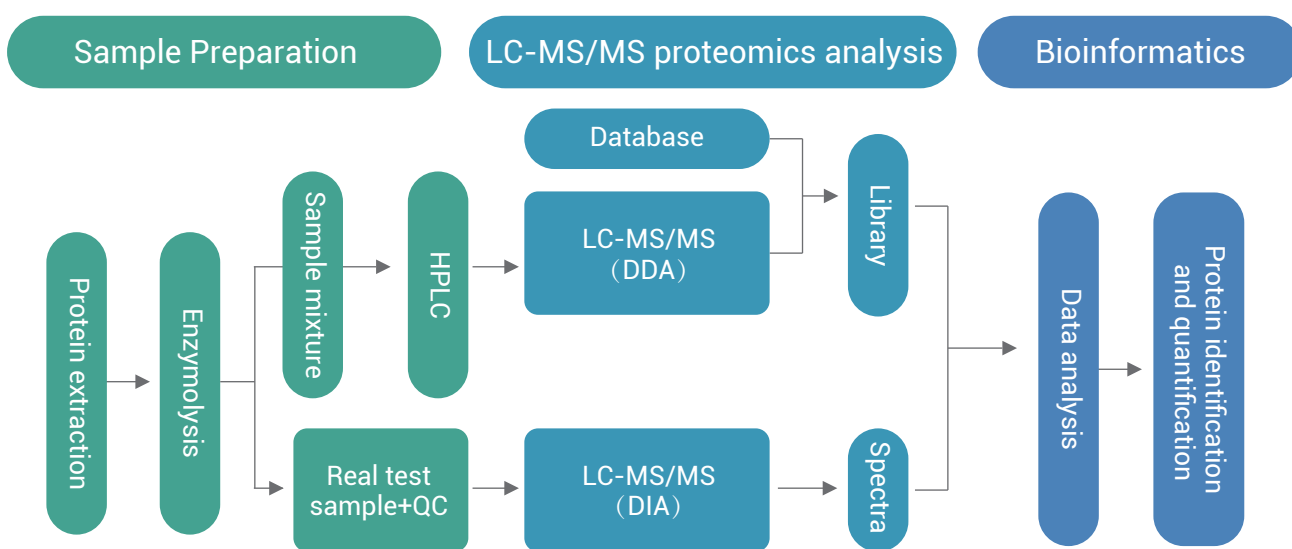 Sample Preparation
LC-MS/MS proteomics analysis
Bioinformatics
Protein extraction
Enzymolysis
Sample mixture
HPLC
Database
LC-MS/MS
（DDA）
Library
Real test
sample+QC
LC-MS/MS
（DIA）
Spectra
Data analysis
Protein identification
and quantification